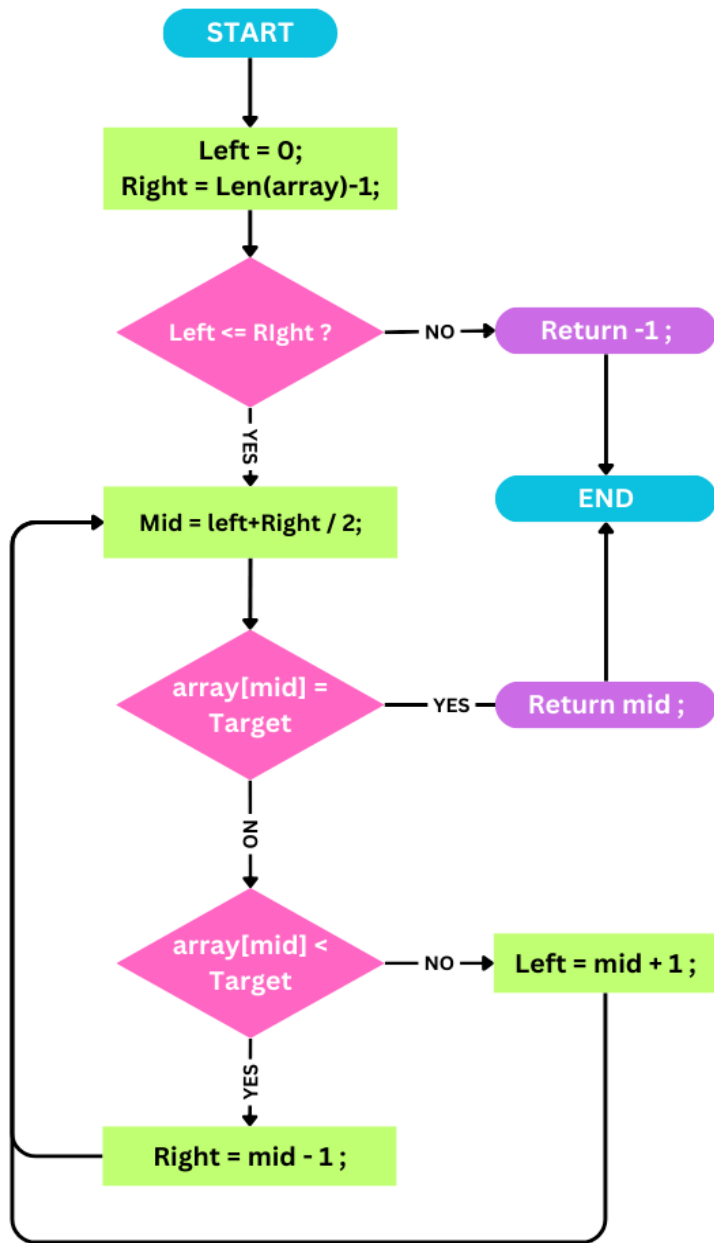 START
Left = 0;
Right = Len(array)-1;
Left <= RIght ?
NO
Return -1 ;
YES
END
Mid = left+Right / 2;
array[mid] =
Target
YES
Return mid ;
NO
array[mid] <
Target
NO
Left = mid + 1 ;
YES
Right = mid - 1 ;